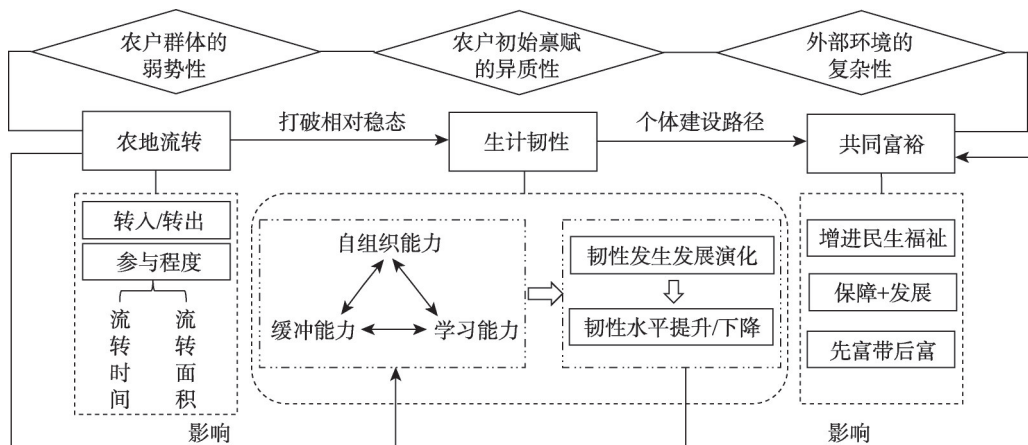 农户群体的
弱势性
农户初始禀赋
的异质性
外部环境的
复杂性
农地流转
打破相对稳态
生计韧性
个体建设路径
共同富裕
转入/转出
参与程度
流转时间
流转面积
自组织能力
缓冲能力
学习能力
韧性发生发展演化
韧性水平提升/下降
增进民生福祉
保障+发展
先富带后富
影响
影响